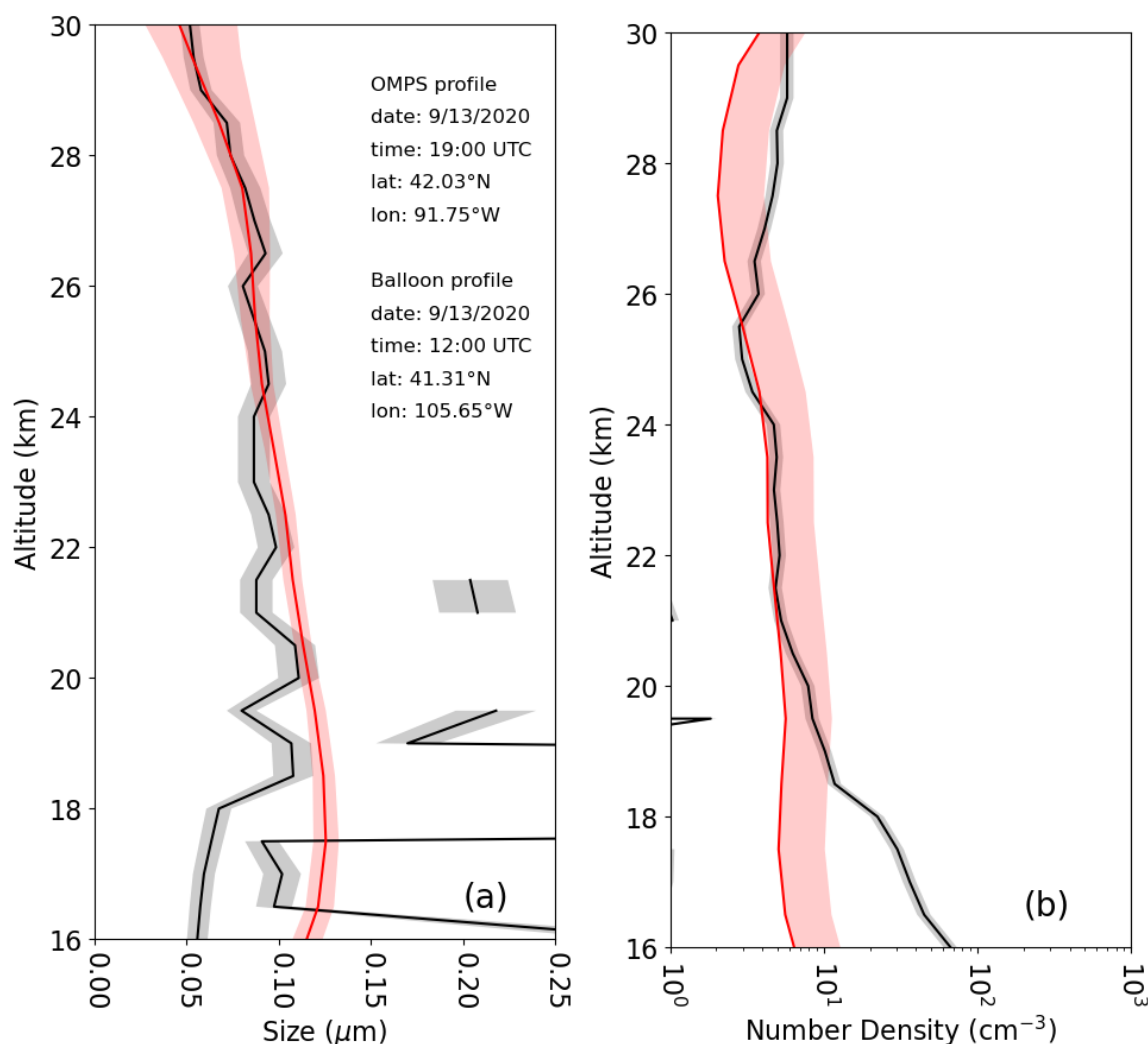 30
28
26
24
22
20
18
16
Altitude (km)
OMPS profile
date: 9/13/2020
time: 19:00 UTC
lat: 42.03°N
lon: 91.75°W
Balloon profile
date: 9/13/2020
time: 12:00 UTC
lat: 41.31°N
lon: 105.65°W
(a)
0.00
0.05
0.10
0.15
0.20
0.25
Size (μm)
30
28
26
24
22
20
18
16
Altitude (km)
(b)
10⁰
10¹
10²
10³
Number Density (cm⁻³)